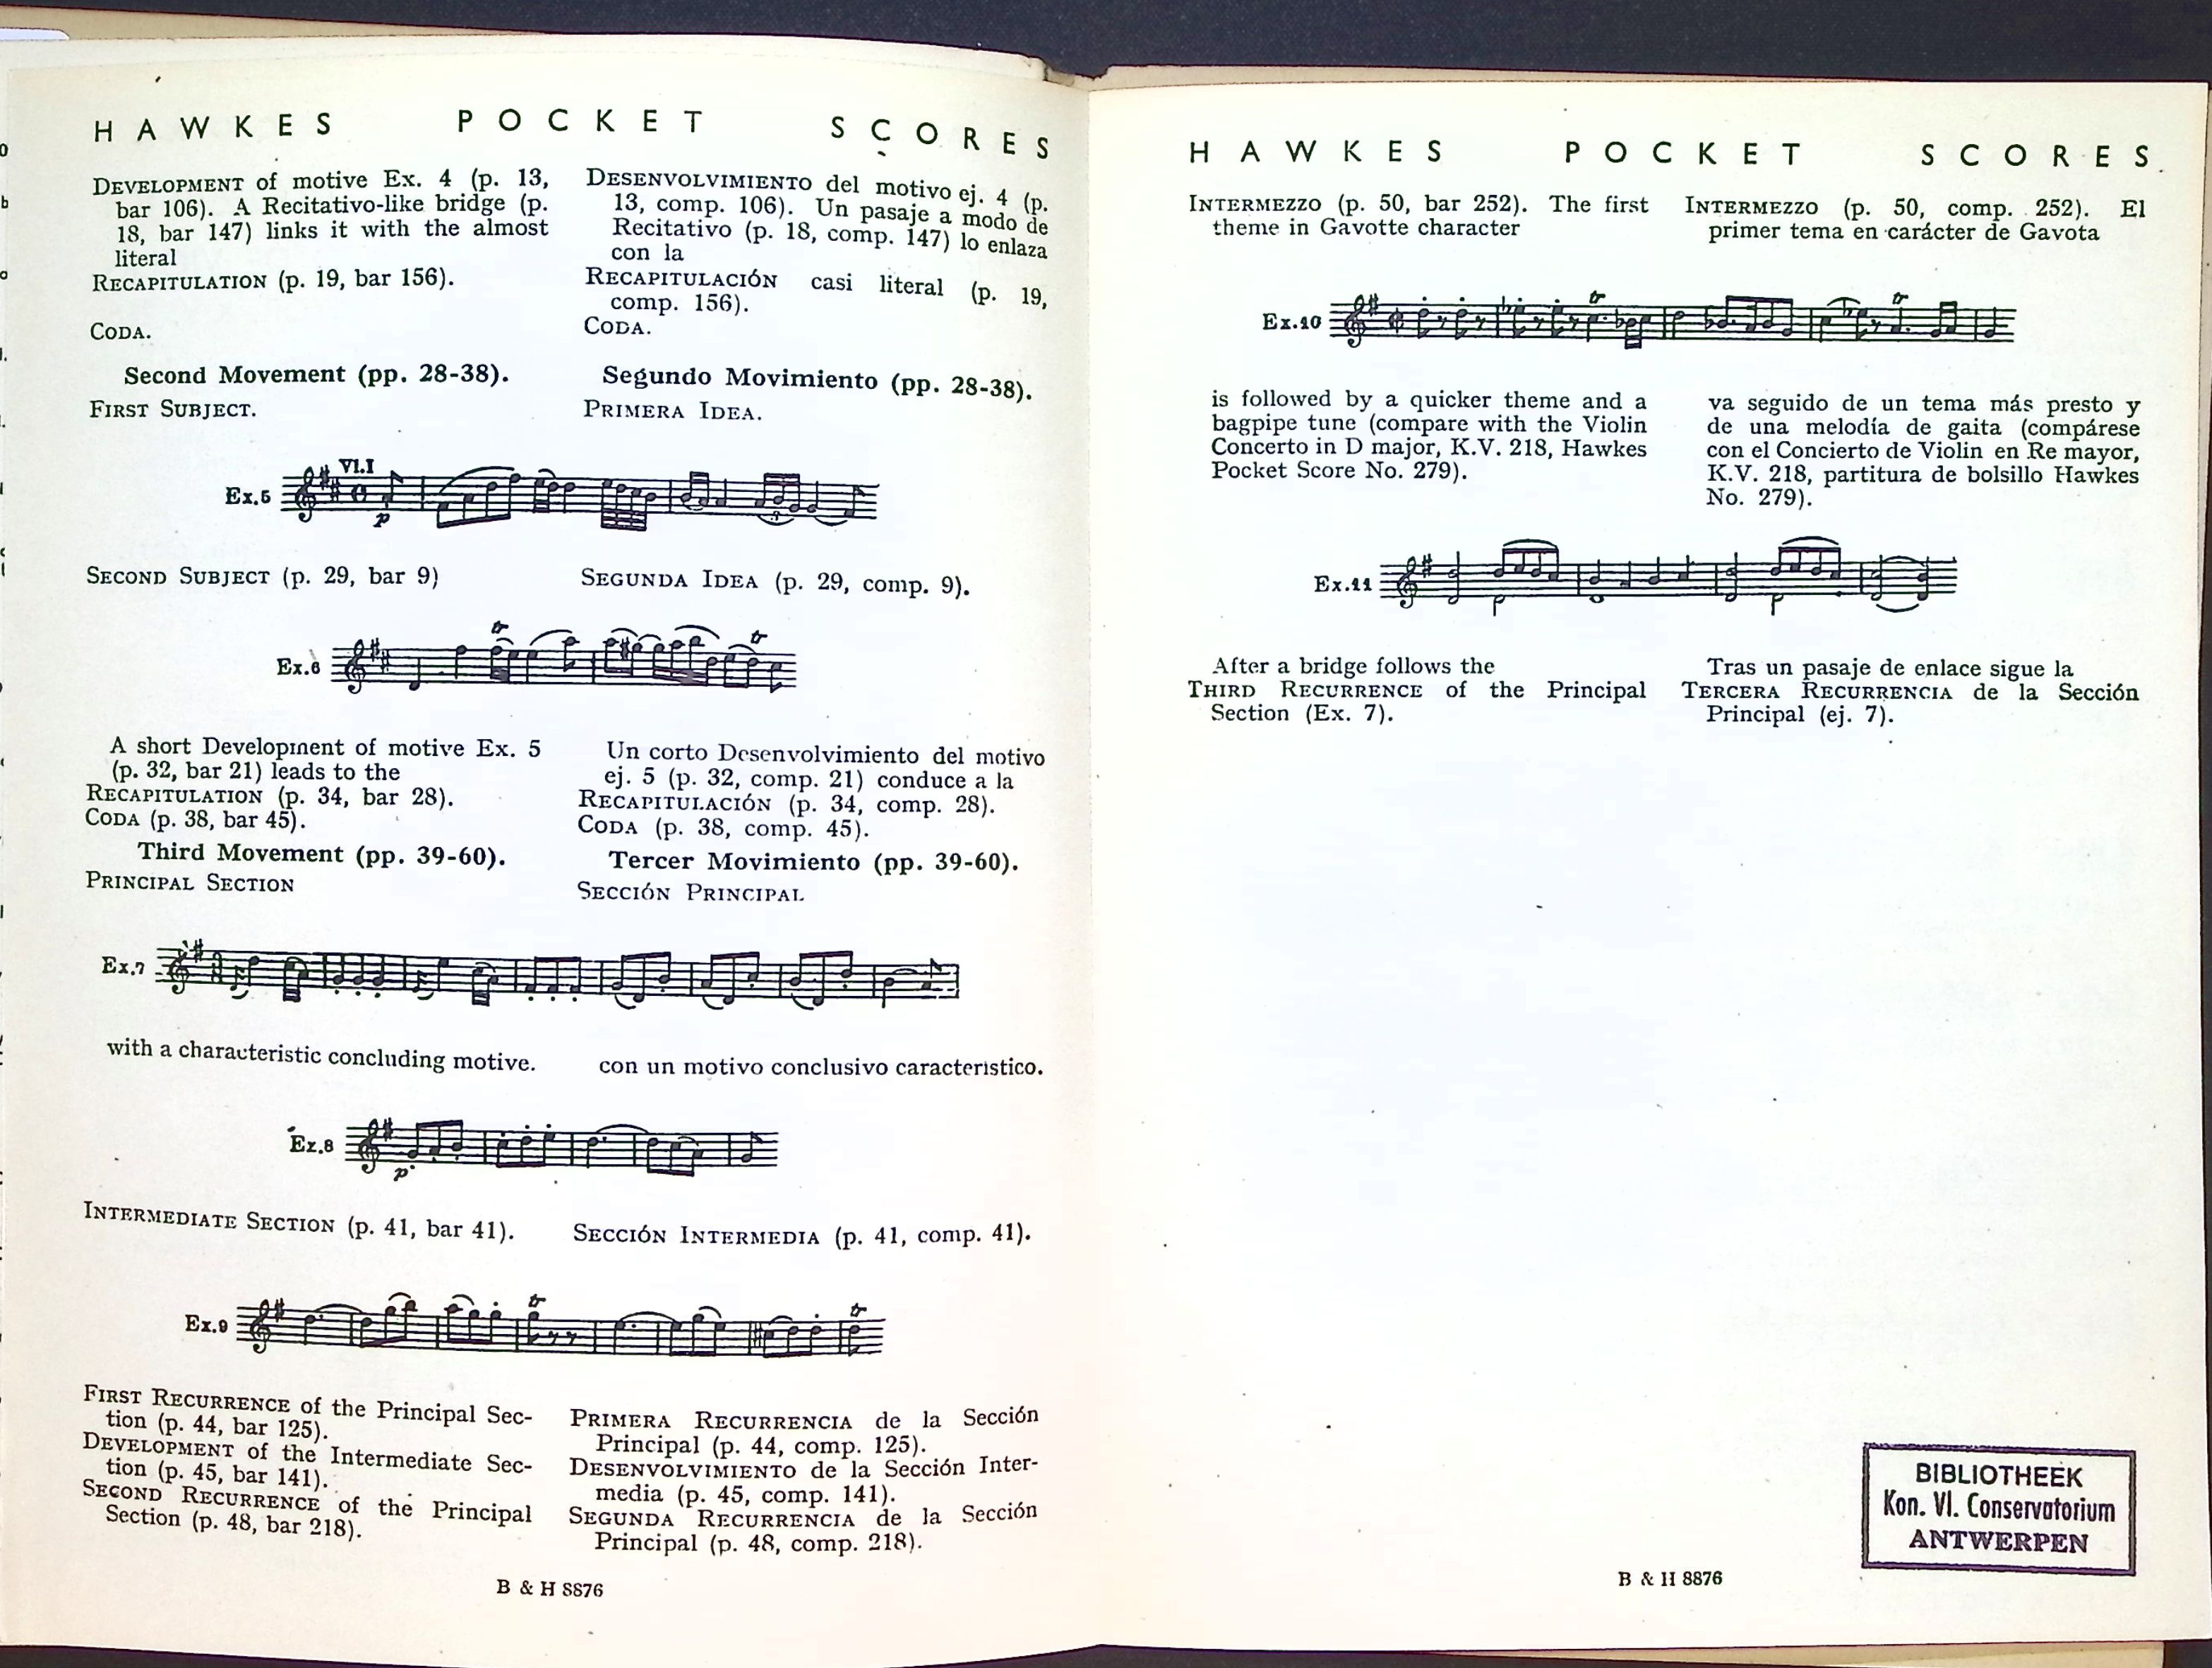 HAWKES POCKET SCORES
DEVELOPMENT of motive Ex. 4 (p. 13,
bar 106). A Recitativo-like bridge (p.
18, bar 147) links it with the almost
literal
RECAPITULATION (p. 19, bar 156).
CODA.
Second Movement (pp. 28-38).
FIRST SUBJECT.
DESENVOLVIMIENTO del motivo ej. 4 (p.
13, comp. 106). Un pasaje a modo de
Recitativo (p. 18, comp. 147) lo enlaza
con la
RECAPITULACIÓN casi literal (p. 19,
comp. 156).
CODA.
Segundo Movimiento (pp. 28-38).
PRIMERA IDEA.
Vl.I
Ex.5
p
3
SECOND SUBJECT (p. 29, bar 9)
SEGUNDA IDEA (p. 29, comp. 9).
tr tr
Ex.6
A short Development of motive Ex. 5
(p. 32, bar 21) leads to the
RECAPITULATION (p. 34, bar 28).
CODA (p. 38, bar 45).
Third Movement (pp. 39-60).
PRINCIPAL SECTION
Un corto Desenvolvimiento del motivo
ej. 5 (p. 32, comp. 21) conduce a la
RECAPITULACIÓN (p. 34, comp. 28).
CODA (p. 38, comp. 45).
Tercer Movimiento (pp. 39-60).
SECCIÓN PRINCIPAL
Ex.7
with a characteristic concluding motive.
con un motivo conclusivo característico.
Ex.8
p
INTERMEDIATE SECTION (p. 41, bar 41).
SECCIÓN INTERMEDIA (p. 41, comp. 41).
tr tr
Ex.9
FIRST RECURRENCE of the Principal Sec-
tion (p. 44, bar 125).
DEVELOPMENT of the Intermediate Sec-
tion (p. 45, bar 141).
SECOND RECURRENCE of the Principal
Section (p. 48, bar 218).
PRIMERA RECURRENCIA de la Sección
Principal (p. 44, comp. 125).
DESENVOLVIMIENTO de la Sección Inter-
media (p. 45, comp. 141).
SEGUNDA RECURRENCIA de la Sección
Principal (p. 48, comp. 218).
B & H 8876
HAWKES POCKET SCORES
INTERMEZZO (p. 50, bar 252). The first
theme in Gavotte character
INTERMEZZO (p. 50, comp. 252). El
primer tema en carácter de Gavota
tr tr
Ex.10
is followed by a quicker theme and a
bagpipe tune (compare with the Violin
Concerto in D major, K.V. 218, Hawkes
Pocket Score No. 279).
va seguido de un tema más presto y
de una melodía de gaita (compárese
con el Concierto de Violin en Re mayor,
K.V. 218, partitura de bolsillo Hawkes
No. 279).
Ex.11
After a bridge follows the
THIRD RECURRENCE of the Principal
Section (Ex. 7).
Tras un pasaje de enlace sigue la
TERCERA RECURRENCIA de la Sección
Principal (ej. 7).
BIBLIOTHEEK
Kon. Vl. Conservatorium
ANTWERPEN
B & H 8876